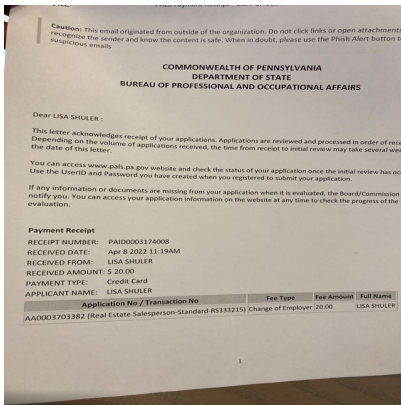 Caution: This email originated from outside of the organization. Do not click links or open attachments
recognize the sender and know the content is safe. When in doubt, please use the Phish Alert button to
suspicious emails
COMMONWEALTH OF PENNSYLVANIA
DEPARTMENT OF STATE
BUREAU OF PROFESSIONAL AND OCCUPATIONAL AFFAIRS
Dear LISA SHULER :
This letter acknowledges receipt of your applications. Applications are reviewed and processed in order of
Depending on the volume of applications received, the time from receipt to initial review may take several
the date of this letter.
You can access www.pals.pa.gov website and check the status of your application once the initial review has
Use the UserID and Password you have created when you registered to submit your application.
If any information or documents are missing from your application when it is evaluated, the Board/Commission
notify you. You can access your application information on the website at any time to check the progress of the
evaluation.
Payment Receipt
RECEIPT NUMBER: PAID0003174008
RECEIVED DATE: Apr 8 2022 11:19AM
RECEIVED FROM: LISA SHULER
RECEIVED AMOUNT: $ 20.00
PAYMENT TYPE: Credit Card
APPLICANT NAME: LISA SHULER
Application No / Transaction No Fee Type Fee Amount Full Name
AA0003703382 (Real Estate Salesperson-Standard-RS333215) Change of Employer 20.00 LISA SHULER
1